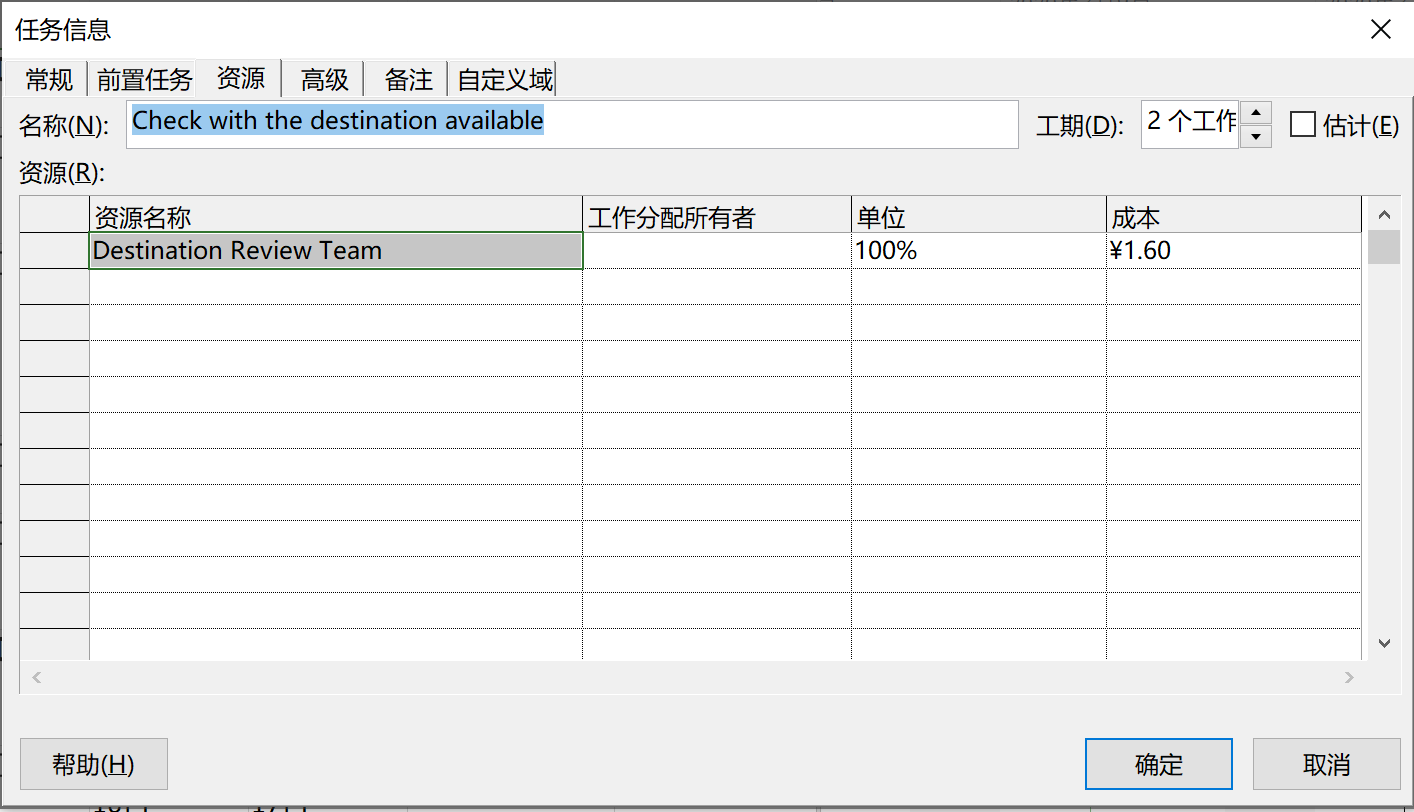 任务信息
常规 前置任务 资源 高级 备注 自定义域
名称(N): Check with the destination available 工期(D): 2 个工作 估计(E)
资源(R):
资源名称 工作分配所有者 单位 成本
Destination Review Team 100% ¥1.60
帮助(H) 确定 取消